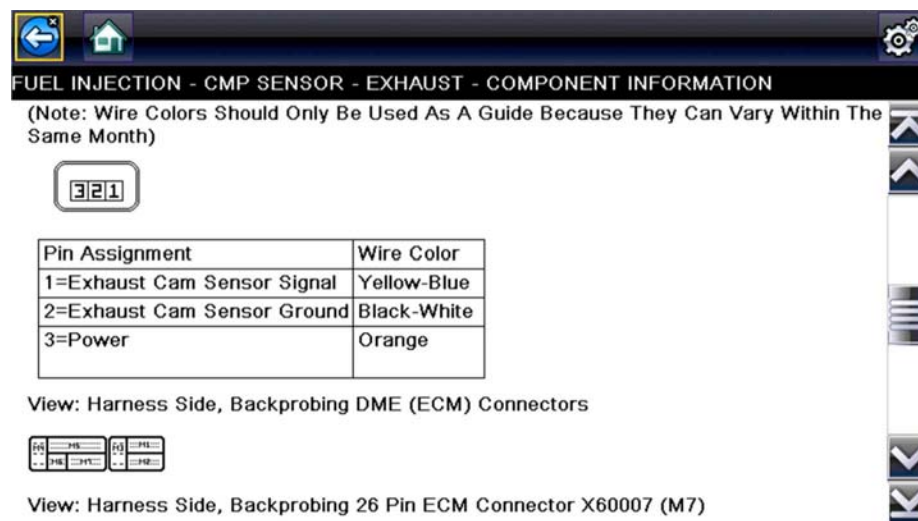 FUEL INJECTION - CMP SENSOR - EXHAUST - COMPONENT INFORMATION
(Note: Wire Colors Should Only Be Used As A Guide Because They Can Vary Within The
Same Month)
321
Pin Assignment Wire Color
1=Exhaust Cam Sensor Signal Yellow-Blue
2=Exhaust Cam Sensor Ground Black-White
3=Power Orange
View: Harness Side, Backprobing DME (ECM) Connectors
View: Harness Side, Backprobing 26 Pin ECM Connector X60007 (M7)